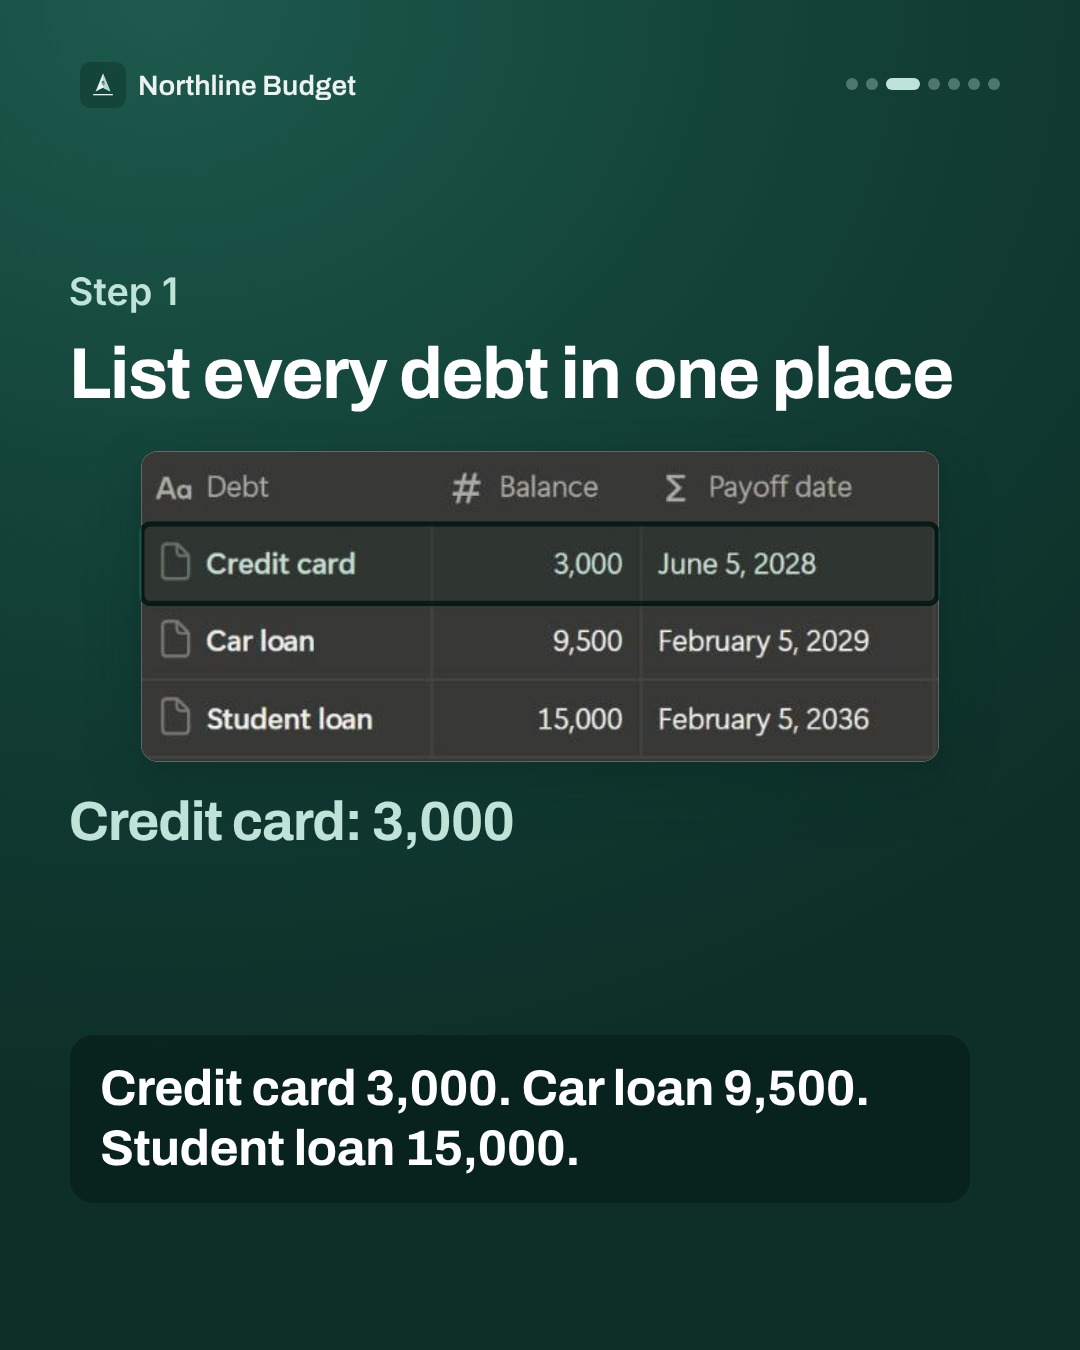 Northline Budget
Step 1
List every debt in one place
Aa Debt # Balance Σ Payoff date
Credit card 3,000 June 5, 2028
Car loan 9,500 February 5, 2029
Student loan 15,000 February 5, 2036
Credit card: 3,000
Credit card 3,000. Car loan 9,500.
Student loan 15,000.